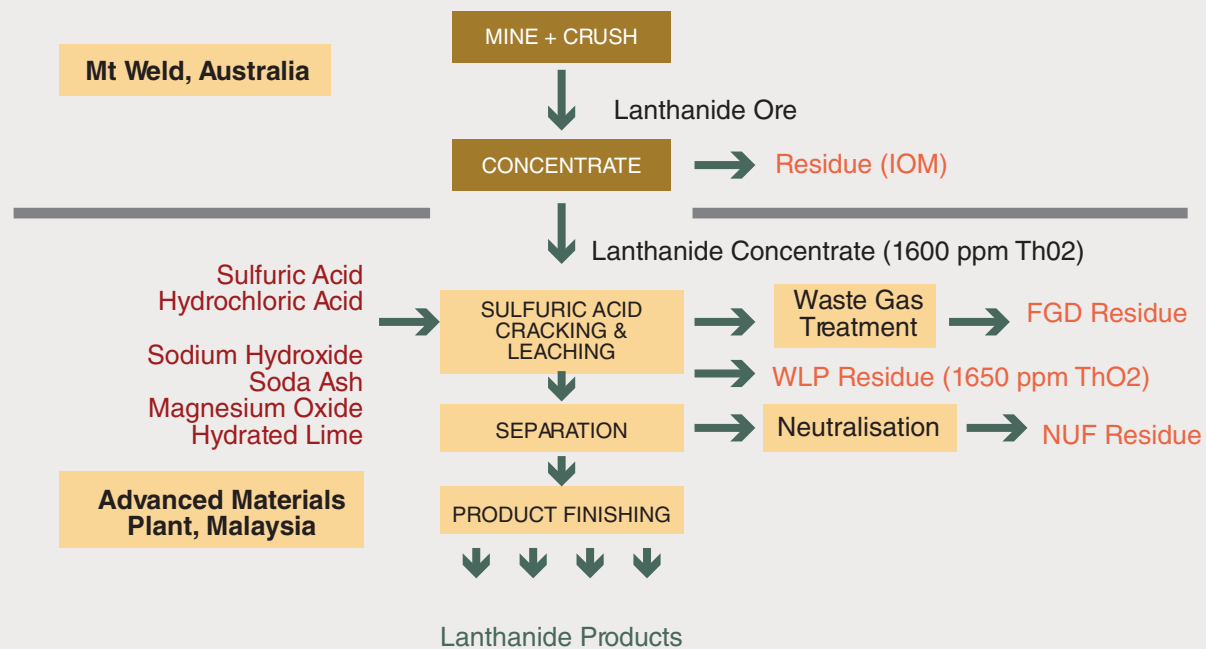 MINE + CRUSH
Mt Weld, Australia
Lanthanide Ore
CONCENTRATE
Residue (IOM)
Lanthanide Concentrate (1600 ppm Th02)
Sulfuric Acid
Hydrochloric Acid
Sodium Hydroxide
Soda Ash
Magnesium Oxide
Hydrated Lime
SULFURIC ACID
CRACKING &
LEACHING
Waste Gas
Treatment
FGD Residue
WLP Residue (1650 ppm ThO2)
SEPARATION
Neutralisation
NUF Residue
Advanced Materials
Plant, Malaysia
PRODUCT FINISHING
Lanthanide Products